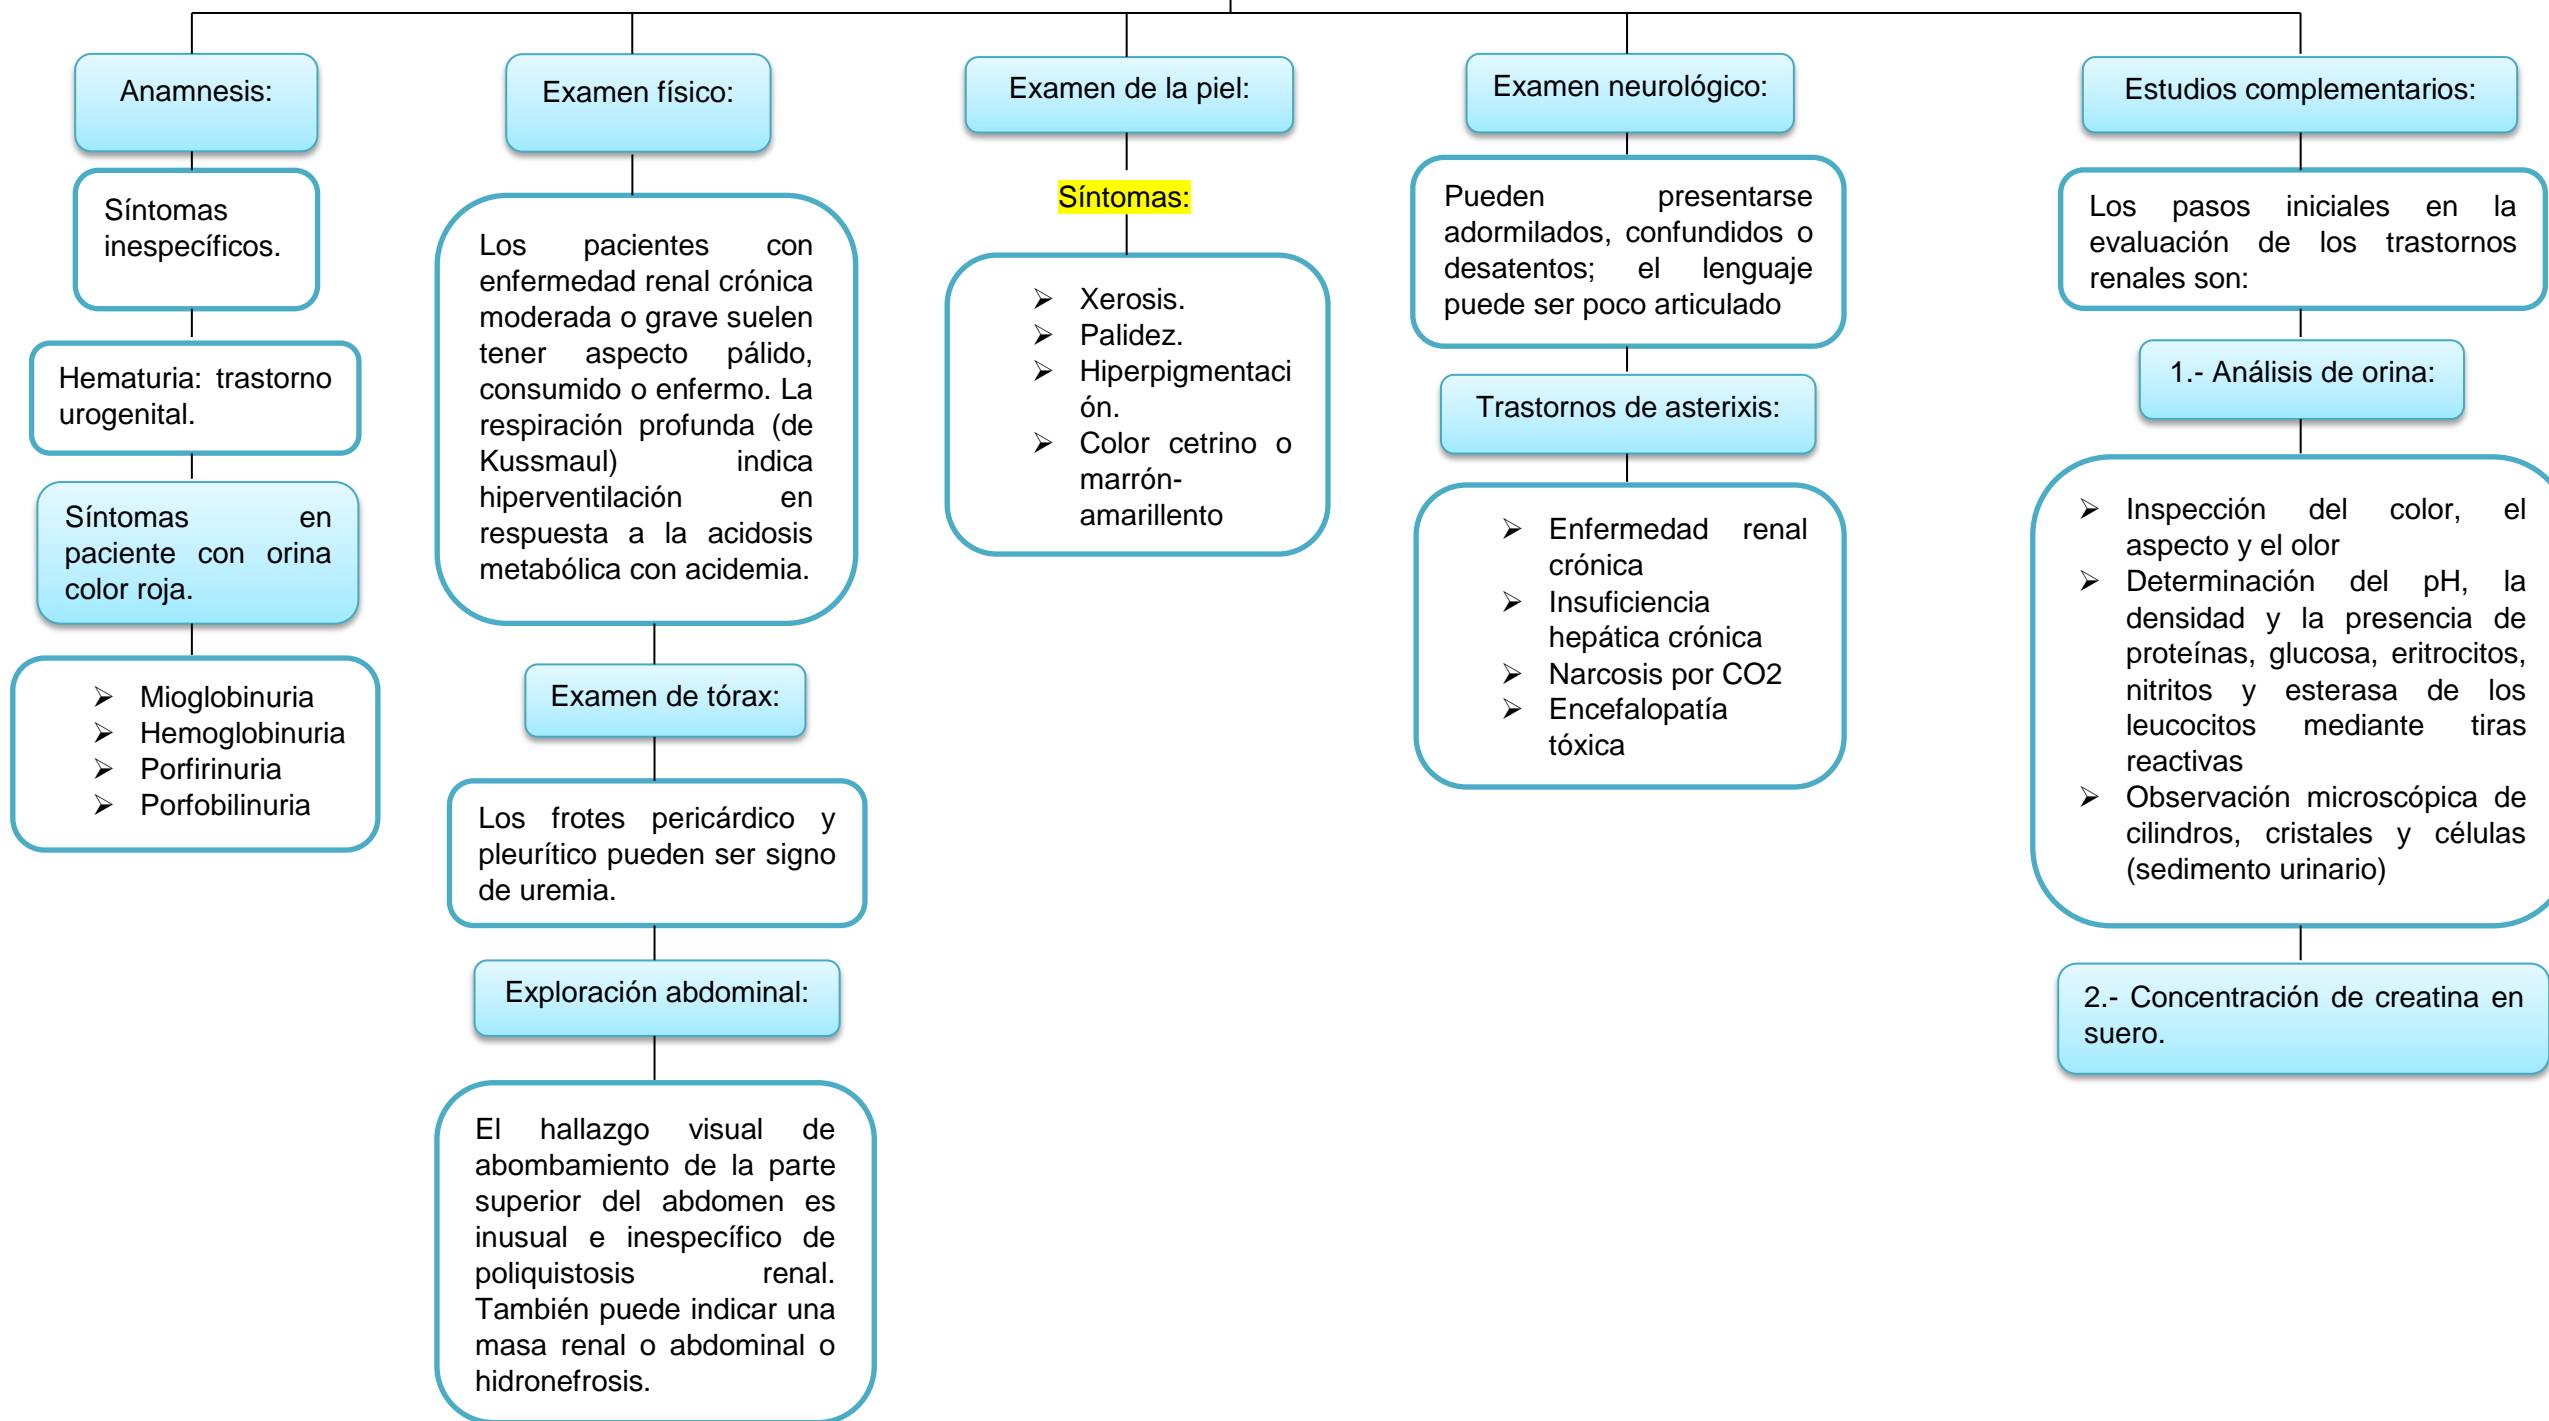 Anamnesis:
Síntomas
inespecíficos.
Hematuria: trastorno
urogenital.
Síntomas en
paciente con orina
color roja.
➢ Mioglobinuria
➢ Hemoglobinuria
➢ Porfirinuria
➢ Porfobilinuria
Examen físico:
Los pacientes con
enfermedad renal crónica
moderada o grave suelen
tener aspecto pálido,
consumido o enfermo. La
respiración profunda (de
Kussmaul) indica
hiperventilación en
respuesta a la acidosis
metabólica con acidemia.
Examen de tórax:
Los frotes pericárdico y
pleurítico pueden ser signo
de uremia.
Exploración abdominal:
El hallazgo visual de
abombamiento de la parte
superior del abdomen es
inusual e inespecífico de
poliquistosis renal.
También puede indicar una
masa renal o abdominal o
hidronefrosis.
Examen de la piel:
Síntomas:
➢ Xerosis.
➢ Palidez.
➢ Hiperpigmentaci
ón.
➢ Color cetrino o
marrón-
amarillento
Examen neurológico:
Pueden presentarse
adormilados, confundidos o
desatentos; el lenguaje
puede ser poco articulado
Trastornos de asterixis:
➢ Enfermedad renal
crónica
➢ Insuficiencia
hepática crónica
➢ Narcosis por CO2
➢ Encefalopatía
tóxica
Estudios complementarios:
Los pasos iniciales en la
evaluación de los trastornos
renales son:
1.- Análisis de orina:
➢ Inspección del color, el
aspecto y el olor
➢ Determinación del pH, la
densidad y la presencia de
proteínas, glucosa, eritrocitos,
nitritos y esterasa de los
leucocitos mediante tiras
reactivas
➢ Observación microscópica de
cilindros, cristales y células
(sedimento urinario)
2.- Concentración de creatina en
suero.